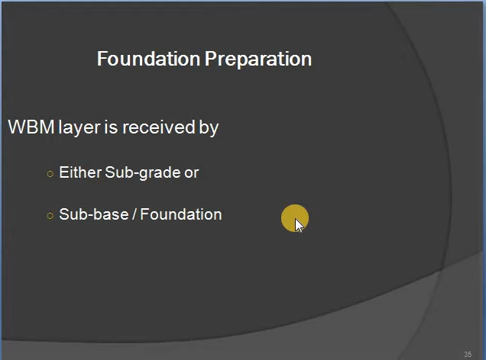 Foundation Preparation
WBM layer is received by
Either Sub-grade or
Sub-base / Foundation
35